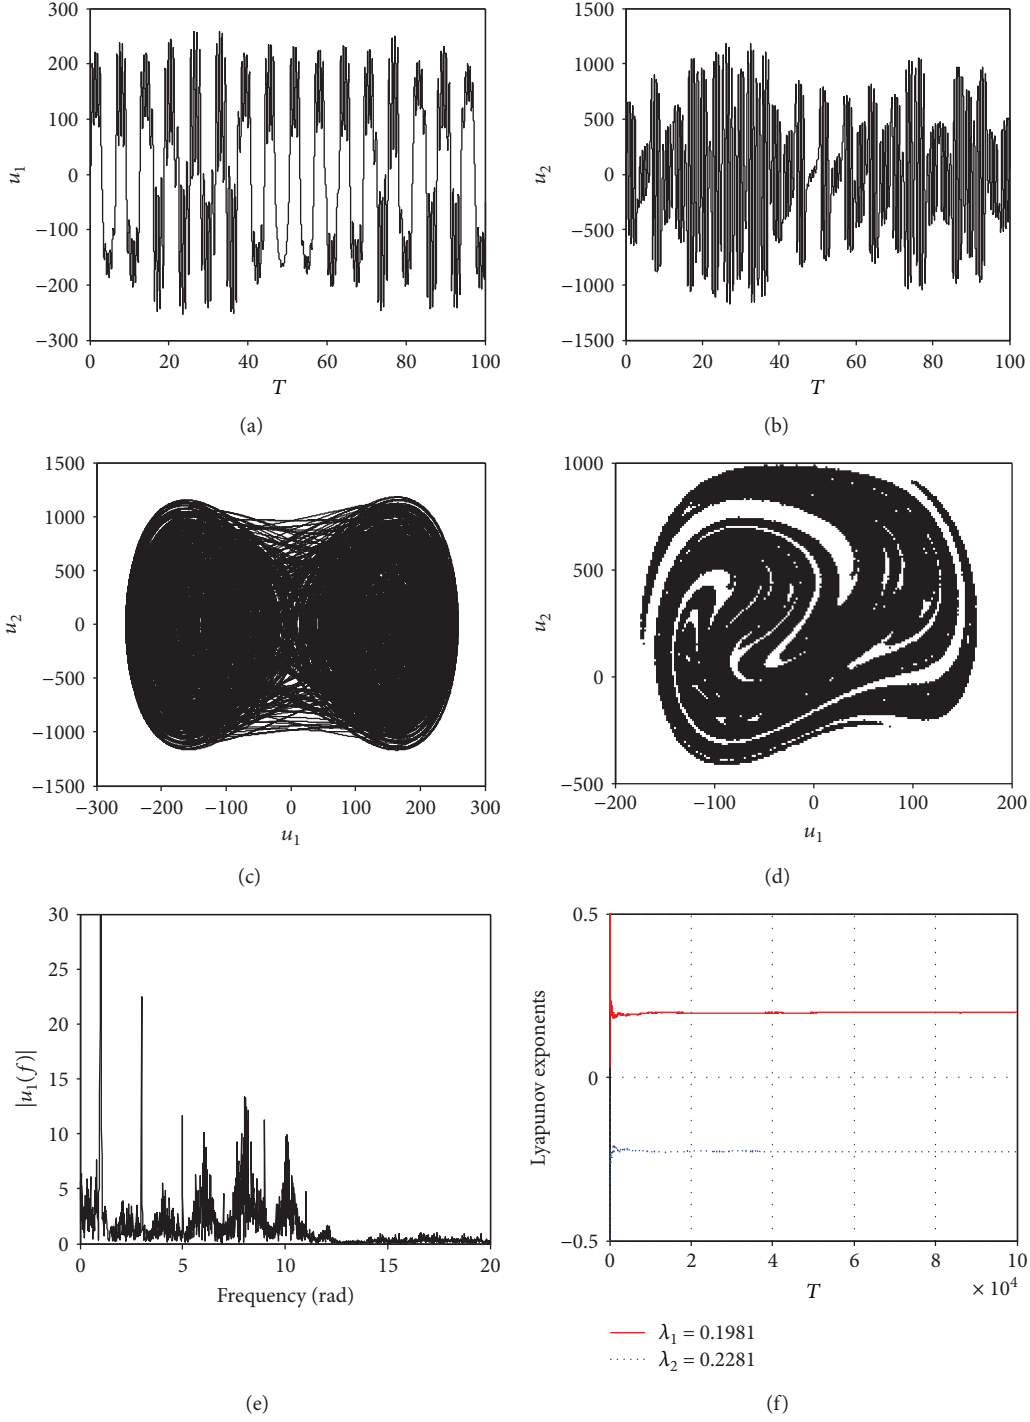 300
200
100
0
−100
−200
−300
u1
0 20 40 60 80 100
T
(a)
1500
1000
500
0
−500
−1000
−1500
u2
0 20 40 60 80 100
T
(b)
1500
1000
500
0
−500
−1000
−1500
u2
−300 −200 −100 0 100 200 300
u1
(c)
1000
500
0
−500
u2
−200 −100 0 100 200
u1
(d)
30
25
20
15
10
5
0
|u1(f)|
0 5 10 15 20
Frequency (rad)
(e)
0.5
0
−0.5
Lyapunov exponents
0 2 4 6 8 10
T
× 10^4
λ1 = 0.1981
λ2 = 0.2281
(f)